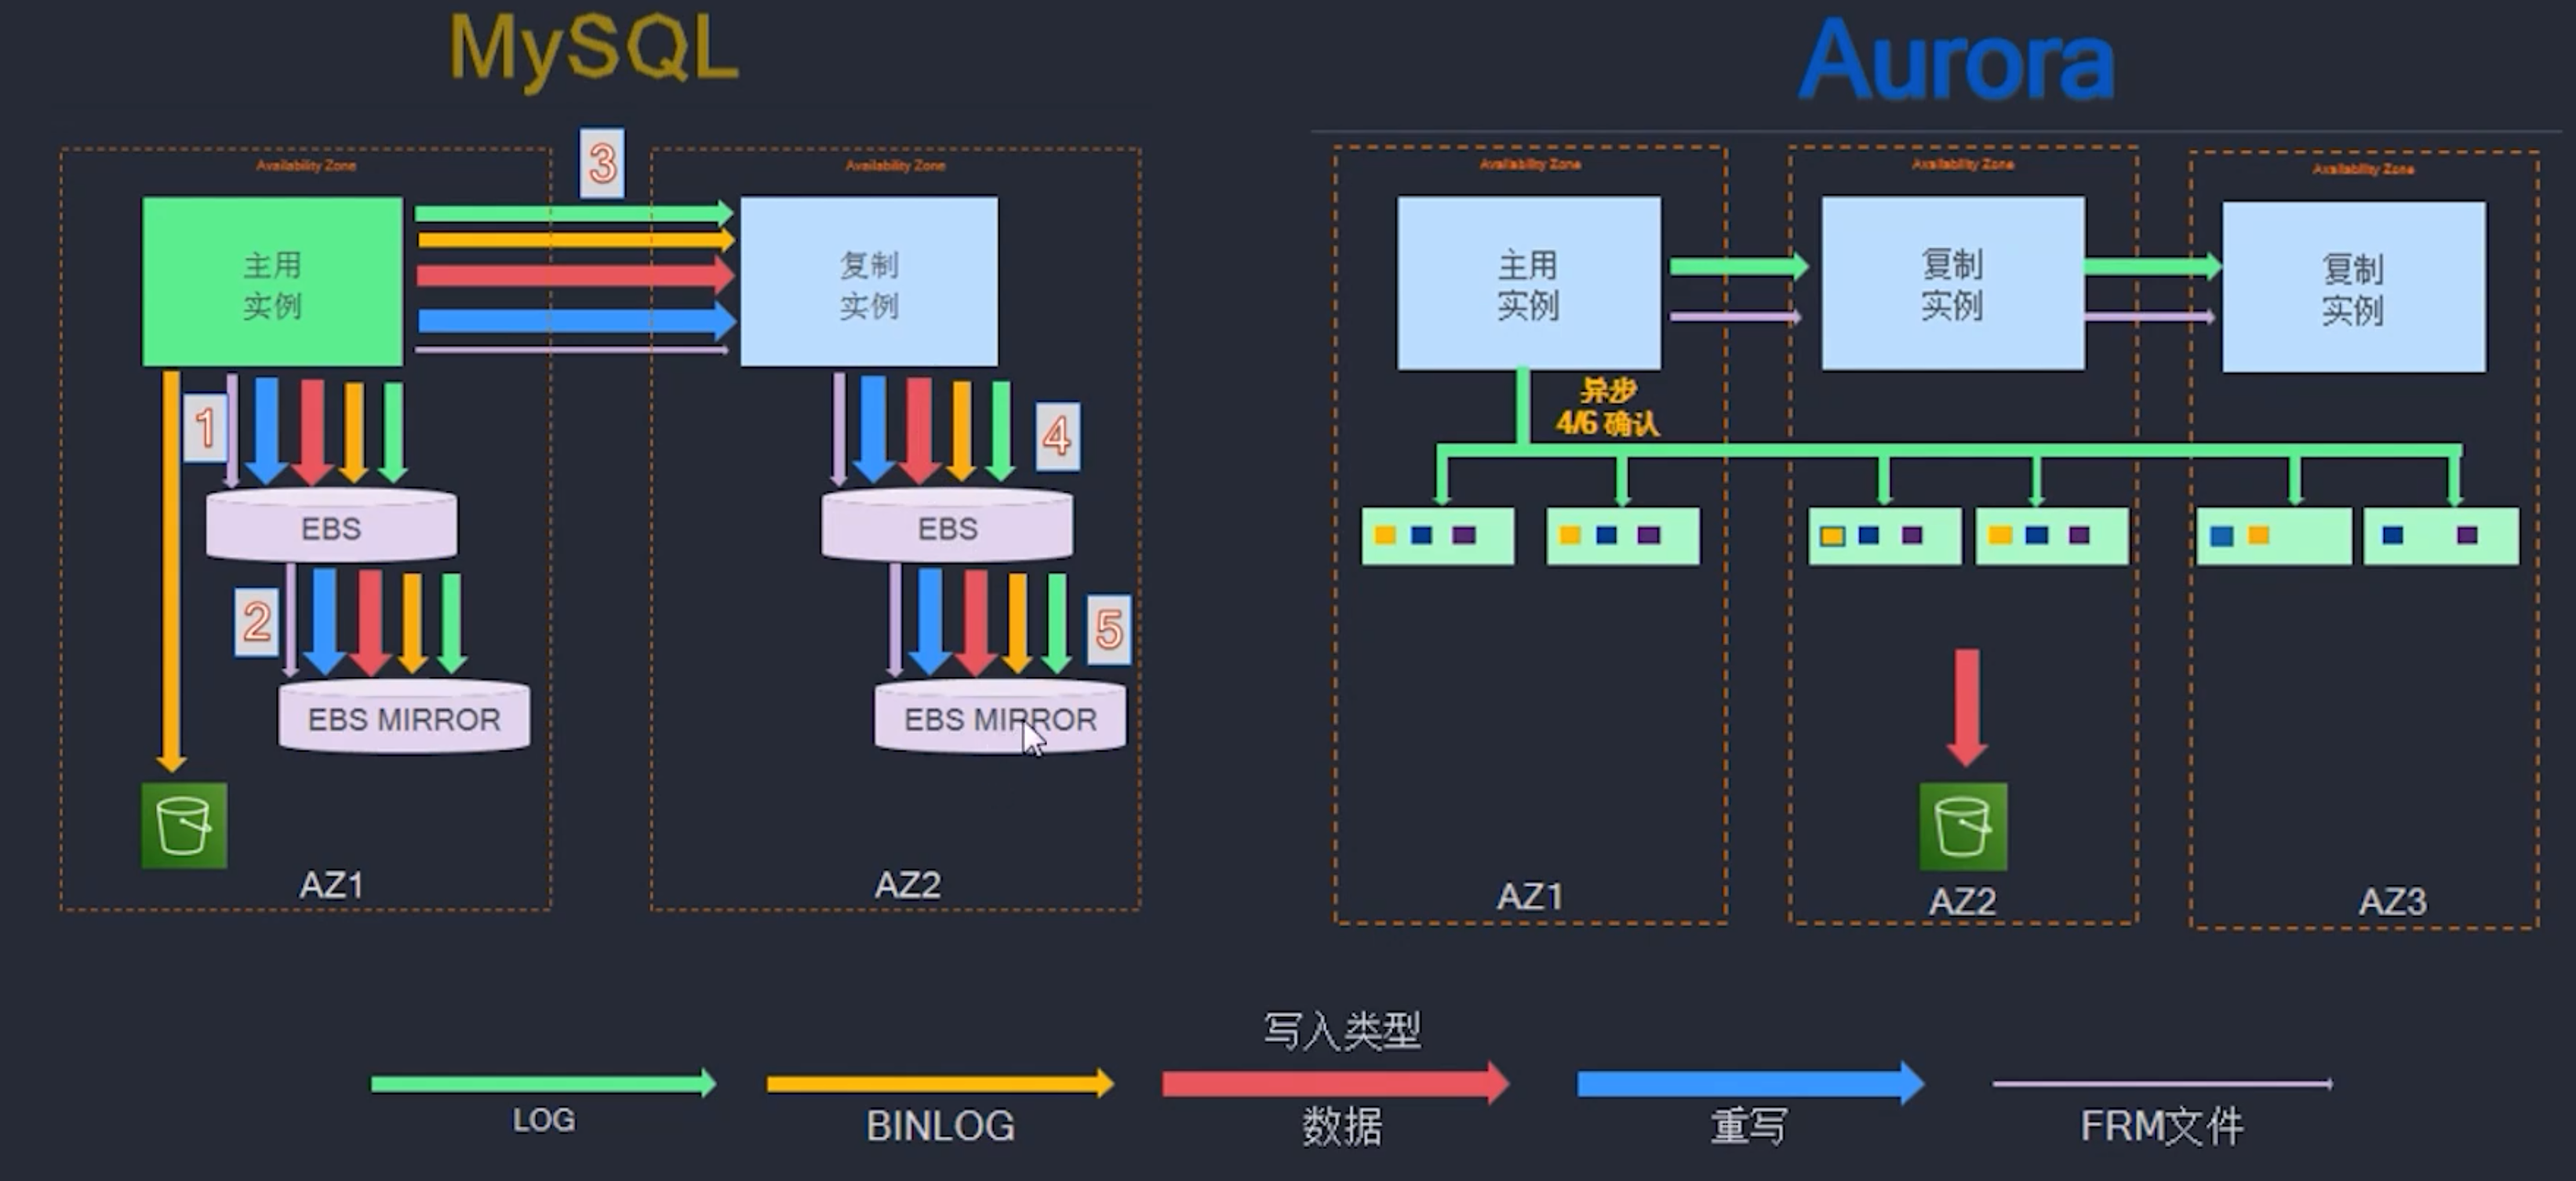 MySQL
Aurora
Availability Zone
3
Availability Zone
Availability Zone
Availability Zone
Availability Zone
主用
实例
复制
实例
主用
实例
复制
实例
复制
实例
1
4
异步
4/6 确认
EBS
EBS
2
5
EBS MIRROR
EBS MIRROR
AZ1
AZ2
AZ1
AZ2
AZ3
写入类型
LOG
BINLOG
数据
重写
FRM文件